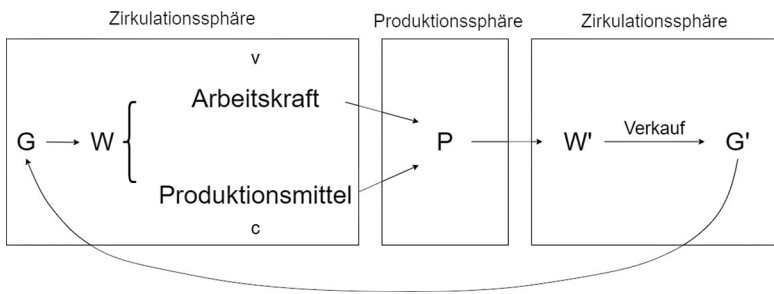 Zirkulationssphäre
Produktionssphäre
Zirkulationssphäre
v
Arbeitskraft
G
W
Produktionsmittel
c
P
W'
Verkauf
G'